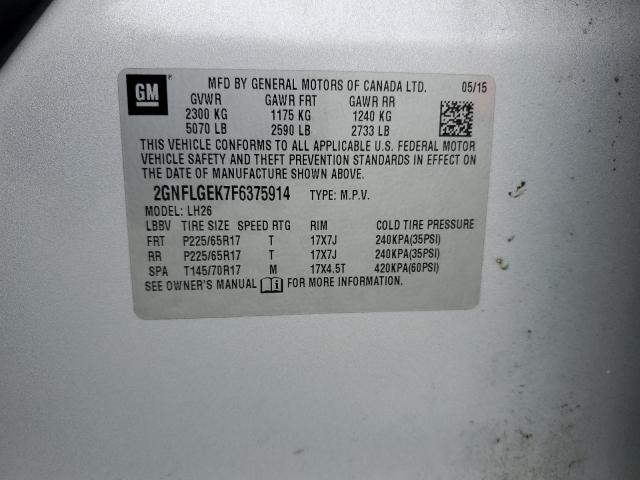 GM ®
MFD BY GENERAL MOTORS OF CANADA LTD. 05/15
GVWR GAWR FRT GAWR RR
2300 KG 1175 KG 1240 KG
5070 LB 2590 LB 2733 LB
THIS VEHICLE CONFORMS TO ALL APPLICABLE U.S. FEDERAL MOTOR
VEHICLE SAFETY AND THEFT PREVENTION STANDARDS IN EFFECT ON
THE DATE OF MANUFACTURE SHOWN ABOVE.
2GNFLGEK7F6375914 TYPE: M.P.V.
MODEL: LH26
LBBV TIRE SIZE SPEED RTG RIM COLD TIRE PRESSURE
FRT P225/65R17 T 17X7J 240KPA(35PSI)
RR P225/65R17 T 17X7J 240KPA(35PSI)
SPA T145/70R17 M 17X4.5T 420KPA(60PSI)
SEE OWNER'S MANUAL FOR MORE INFORMATION.